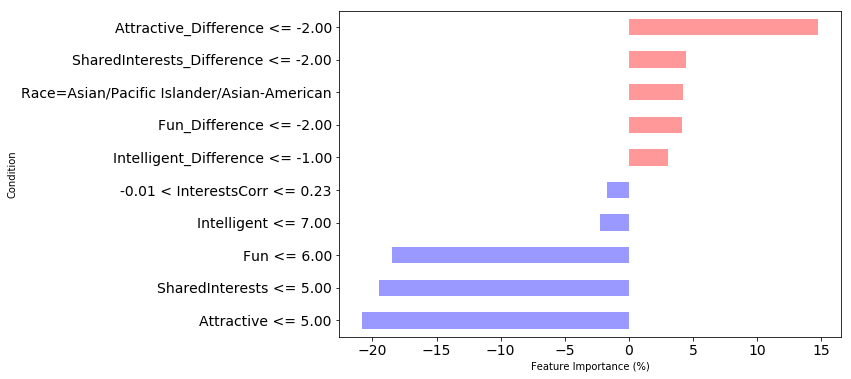 Attractive_Difference <= -2.00
SharedInterests_Difference <= -2.00
Race=Asian/Pacific Islander/Asian-American
Fun_Difference <= -2.00
Intelligent_Difference <= -1.00
-0.01 < InterestsCorr <= 0.23
Intelligent <= 7.00
Fun <= 6.00
SharedInterests <= 5.00
Attractive <= 5.00
Condition
−20 −15 −10 −5 0 5 10 15
Feature Importance (%)